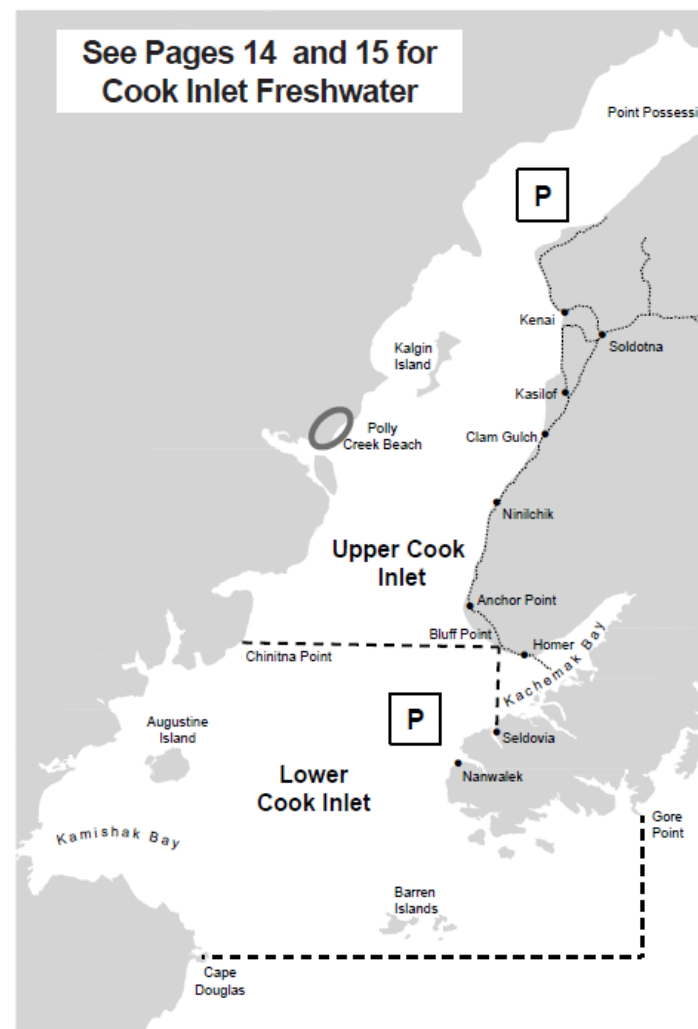 See Pages 14 and 15 for
Cook Inlet Freshwater
Point Possessi
P
Kenai
Soldotna
Kalgin
Island
Kasilof
Polly
Creek Beach
Clam Gulch
Ninilchik
Upper Cook
Inlet
Anchor Point
Bluff Point
Homer
Chinitna Point
Kachemak Bay
P
Augustine
Island
Seldovia
Lower
Cook Inlet
Nanwalek
Gore
Point
Kamishak Bay
Barren
Islands
Cape
Douglas